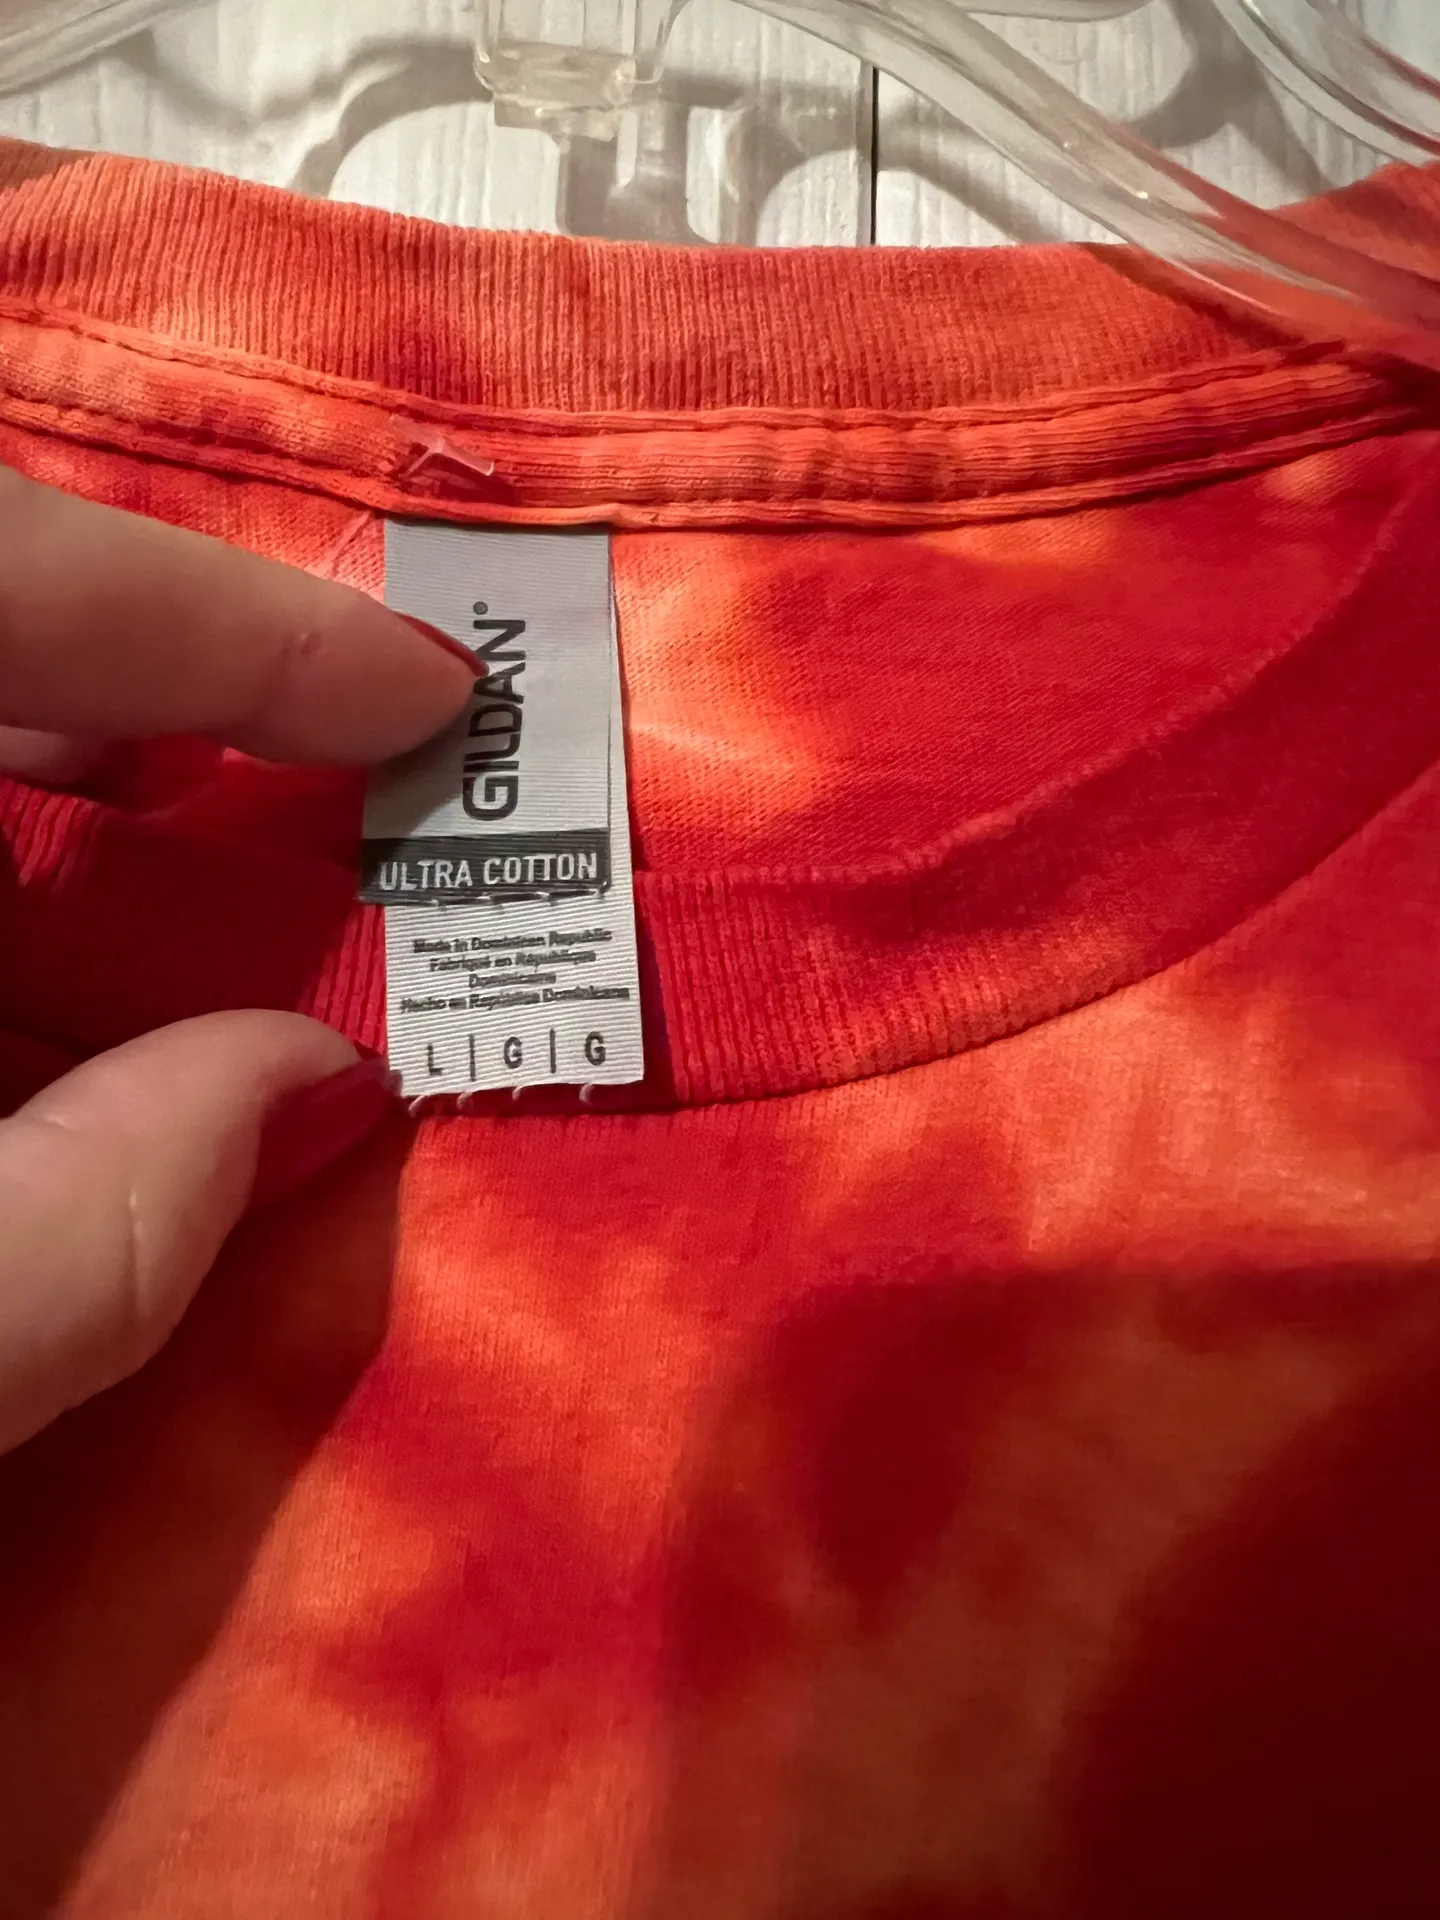 GILDAN®
ULTRA COTTON
Made in Dominican Republic
Fabriqué en République
Dominicaine
Hecho en República Dominicana
L | G | G